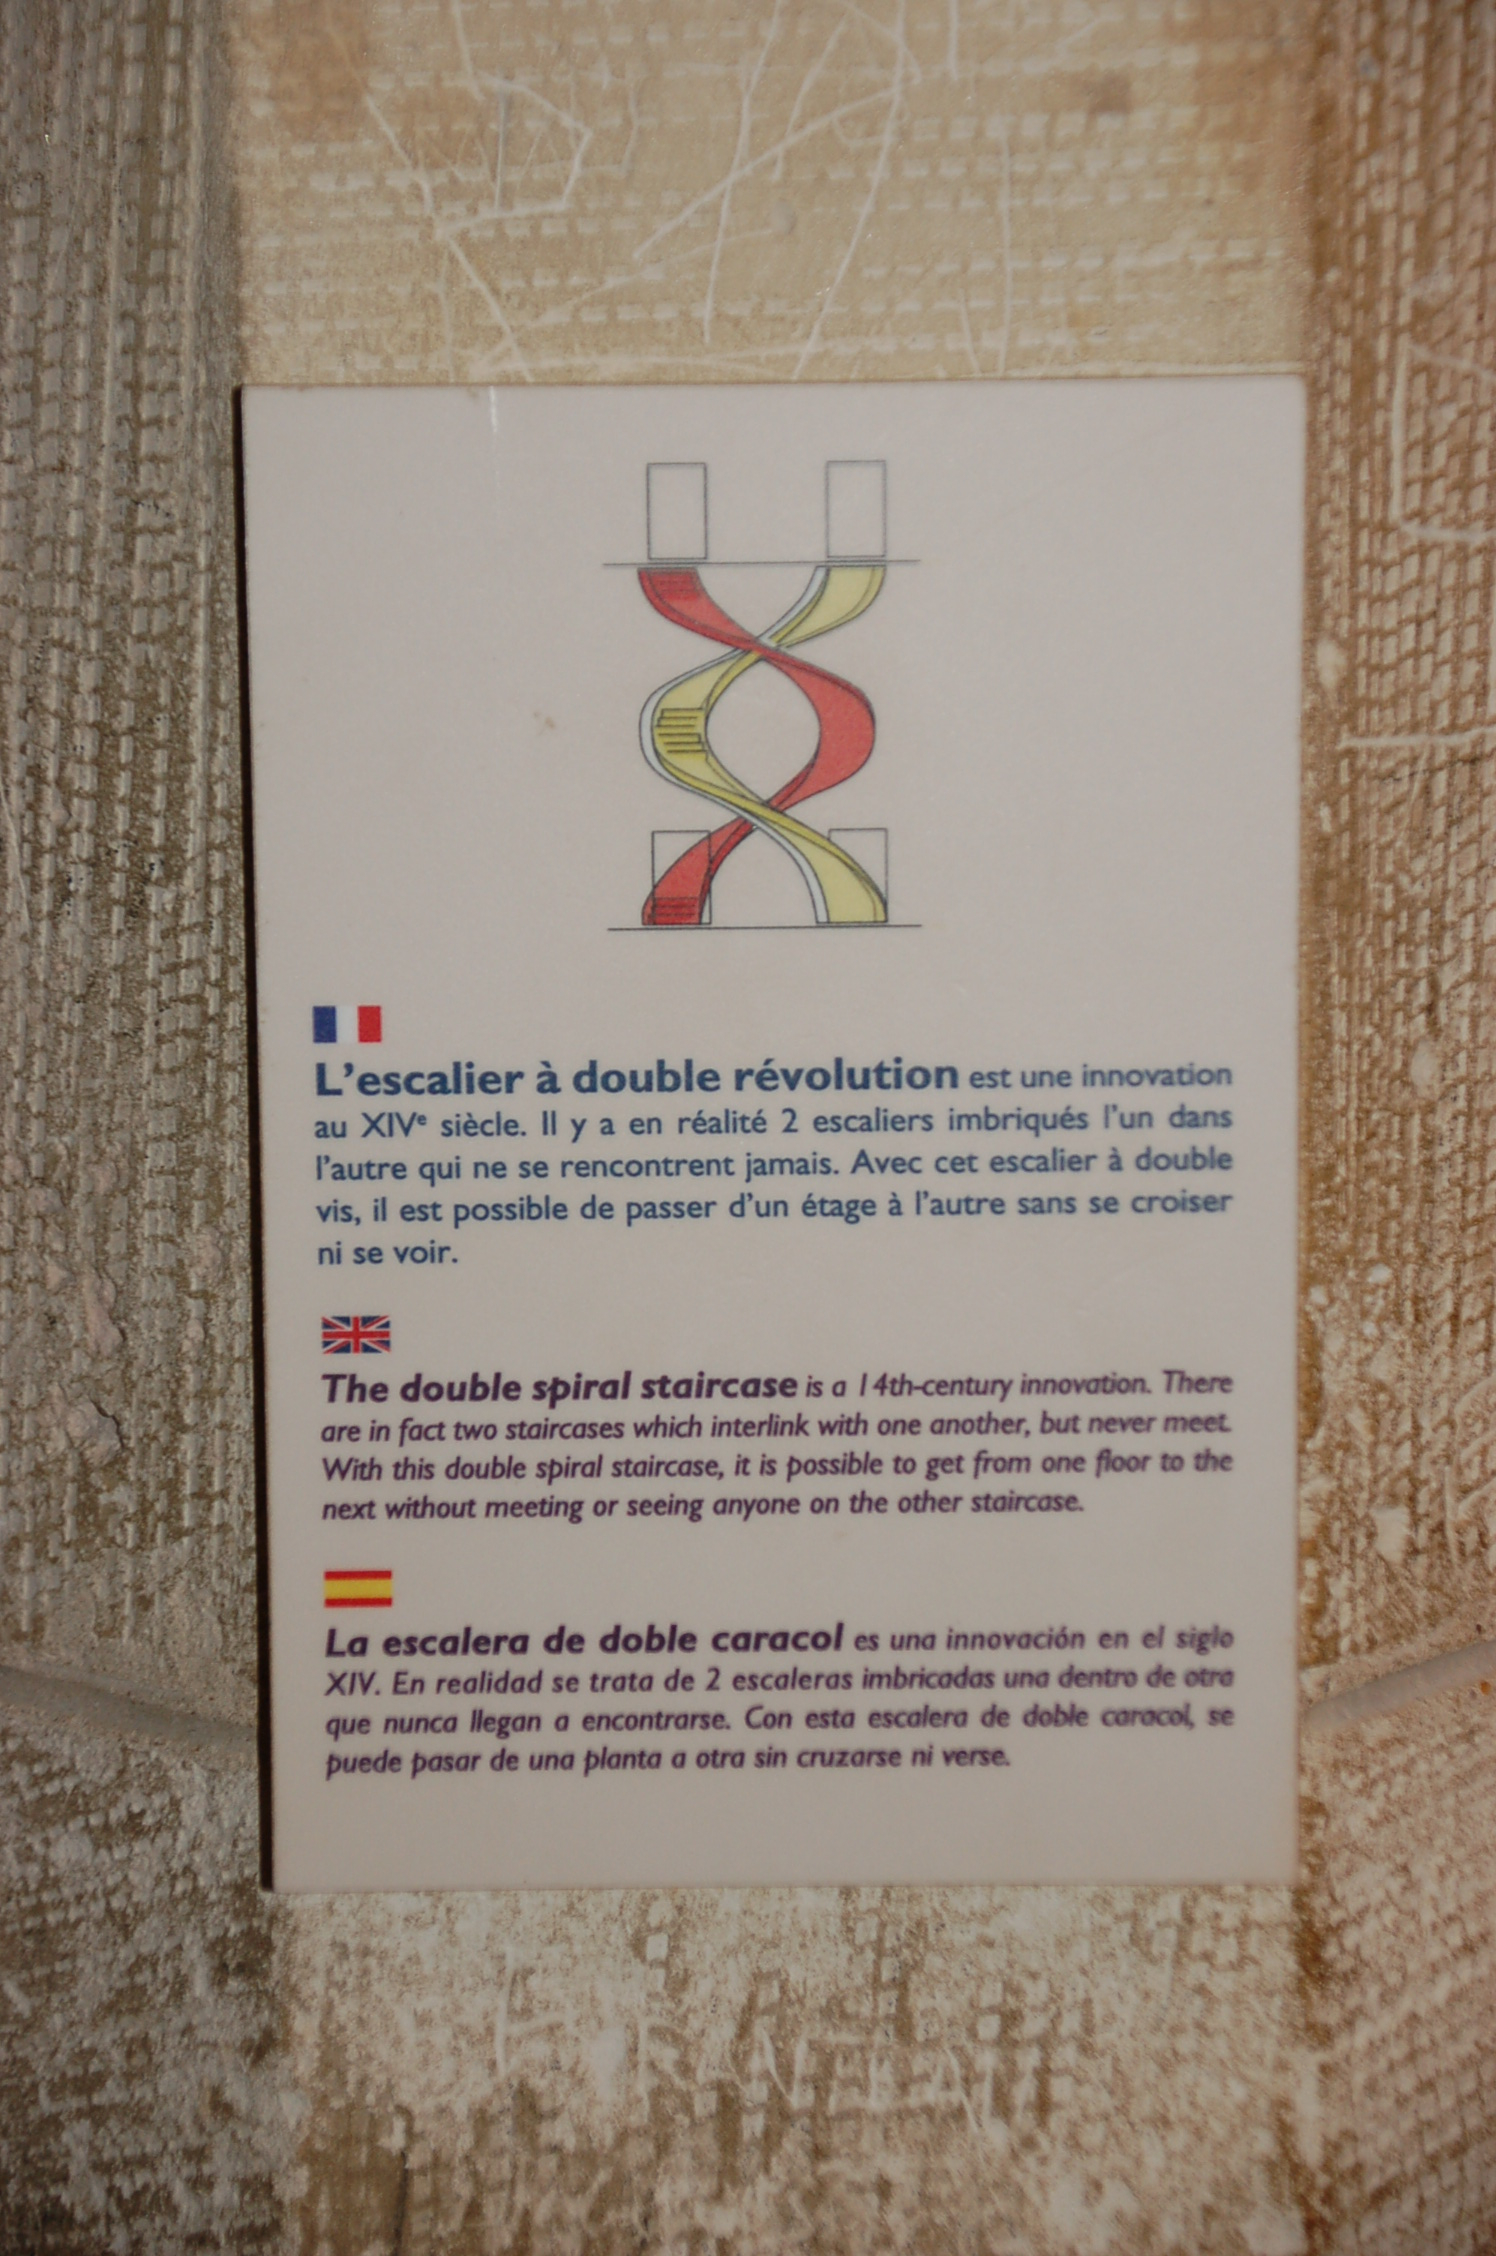 L'escalier à double révolution est une innovation
au XIVe siècle. Il y a en réalité 2 escaliers imbriqués l'un dans
l'autre qui ne se rencontrent jamais. Avec cet escalier à double
vis, il est possible de passer d'un étage à l'autre sans se croiser
ni se voir.
The double spiral staircase is a 14th-century innovation. There
are in fact two staircases which interlink with one another, but never meet.
With this double spiral staircase, it is possible to get from one floor to the
next without meeting or seeing anyone on the other staircase.
La escalera de doble caracol es una innovación en el siglo
XIV. En realidad se trata de 2 escaleras imbricadas una dentro de otra
que nunca llegan a encontrarse. Con esta escalera de doble caracol, se
puede pasar de una planta a otra sin cruzarse ni verse.